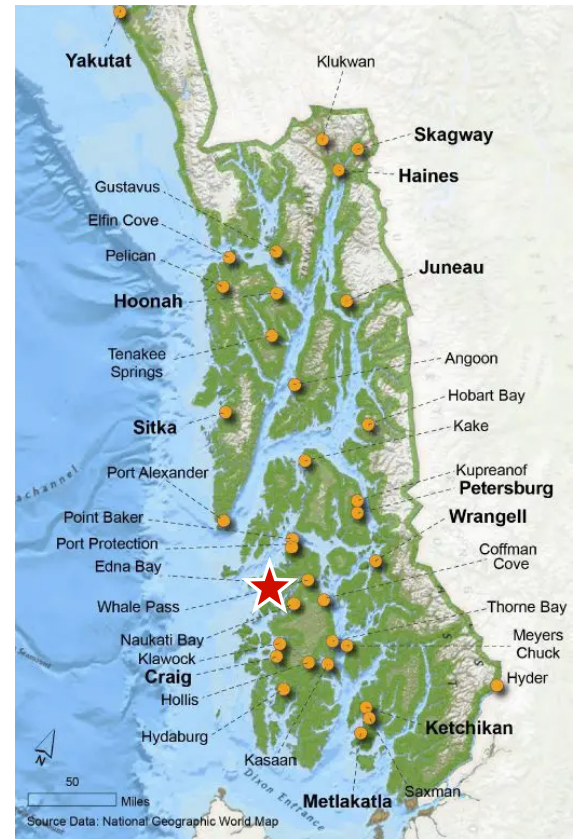 Yakutat
Klukwan
Skagway
Haines
Gustavus
Elfin Cove
Pelican
Juneau
Hoonah
Tenakee
Springs
Angoon
Hobart Bay
Sitka
Kake
Port Alexander
Kupreanof
Petersburg
Point Baker
Wrangell
Port Protection
Coffman
Cove
Edna Bay
Whale Pass
Thorne Bay
Naukati Bay
Meyers
Chuck
Klawock
Craig
Hyder
Hollis
Ketchikan
Hydaburg
Kasaan
Saxman
Metlakatla
Dixon Entrance
achannel
Seamount
N
50
Miles
Source Data: National Geographic World Map